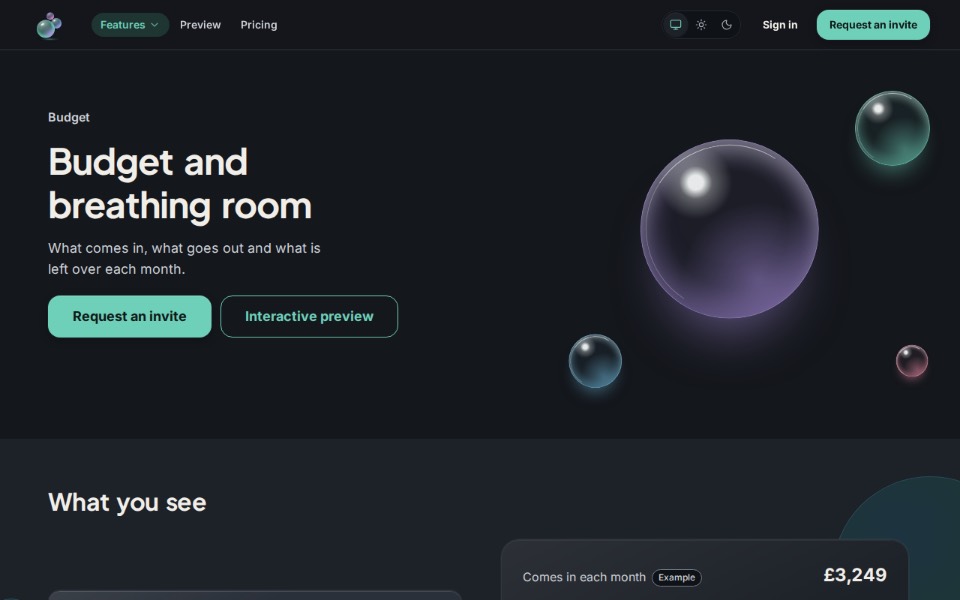 Features
Preview
Pricing
Sign in
Request an invite
Budget
Budget and
breathing room
What comes in, what goes out and what is
left over each month.
Request an invite
Interactive preview
What you see
Comes in each month
Example
£3,249